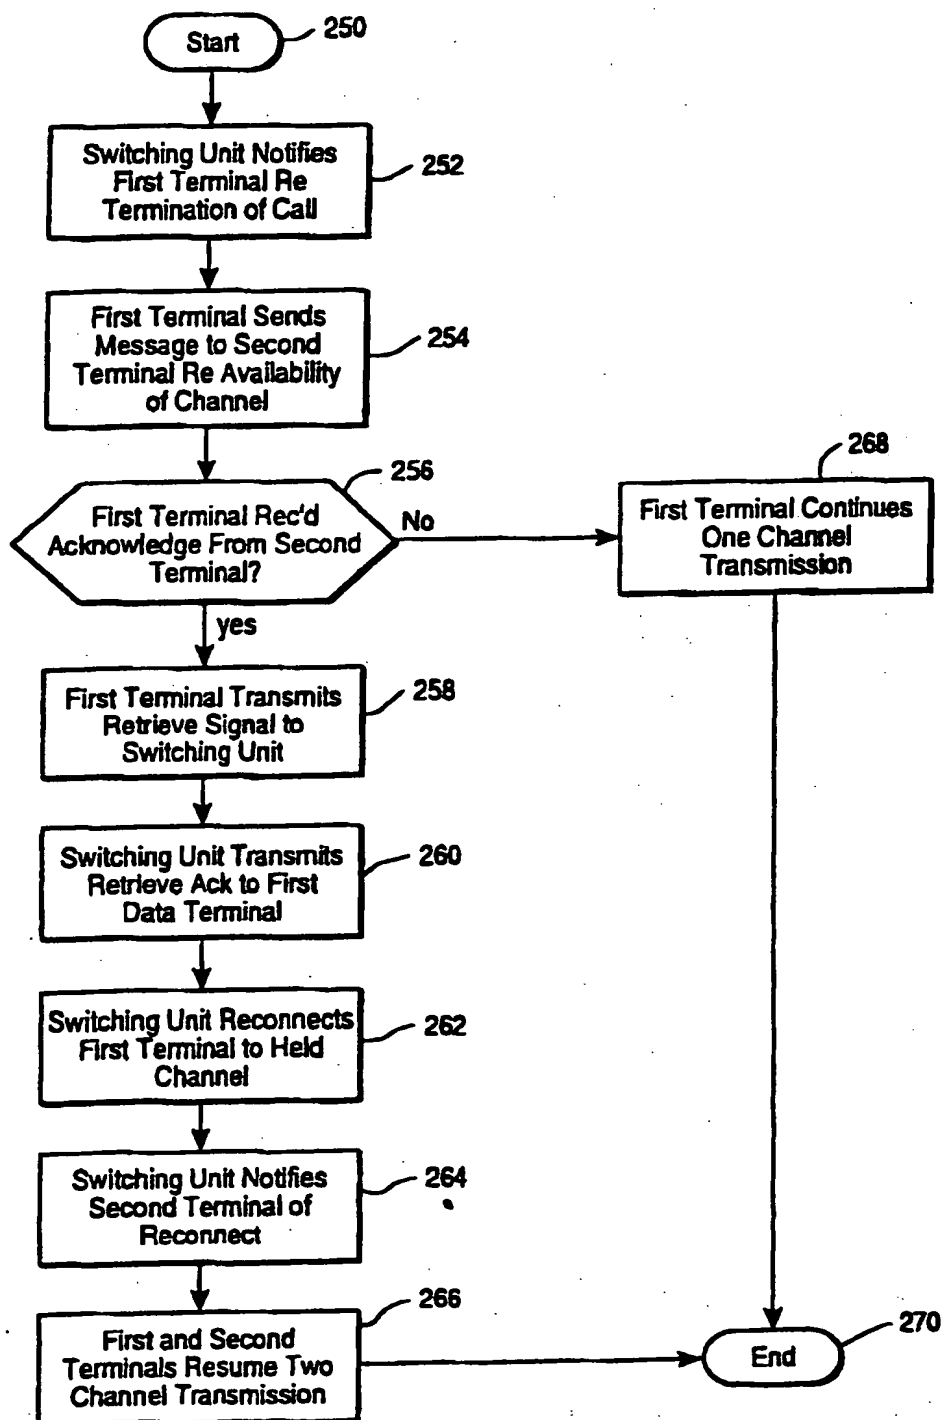 Start
250
Switching Unit Notifies
First Terminal Re
Termination of Call
252
First Terminal Sends
Message to Second
Terminal Re Availability
of Channel
254
First Terminal Rec'd
Acknowledge From Second
Terminal?
256
No
268
First Terminal Continues
One Channel
Transmission
yes
First Terminal Transmits
Retrieve Signal to
Switching Unit
258
Switching Unit Transmits
Retrieve Ack to First
Data Terminal
260
Switching Unit Reconnects
First Terminal to Held
Channel
262
Switching Unit Notifies
Second Terminal of
Reconnect
264
First and Second
Terminals Resume Two
Channel Transmission
266
End
270